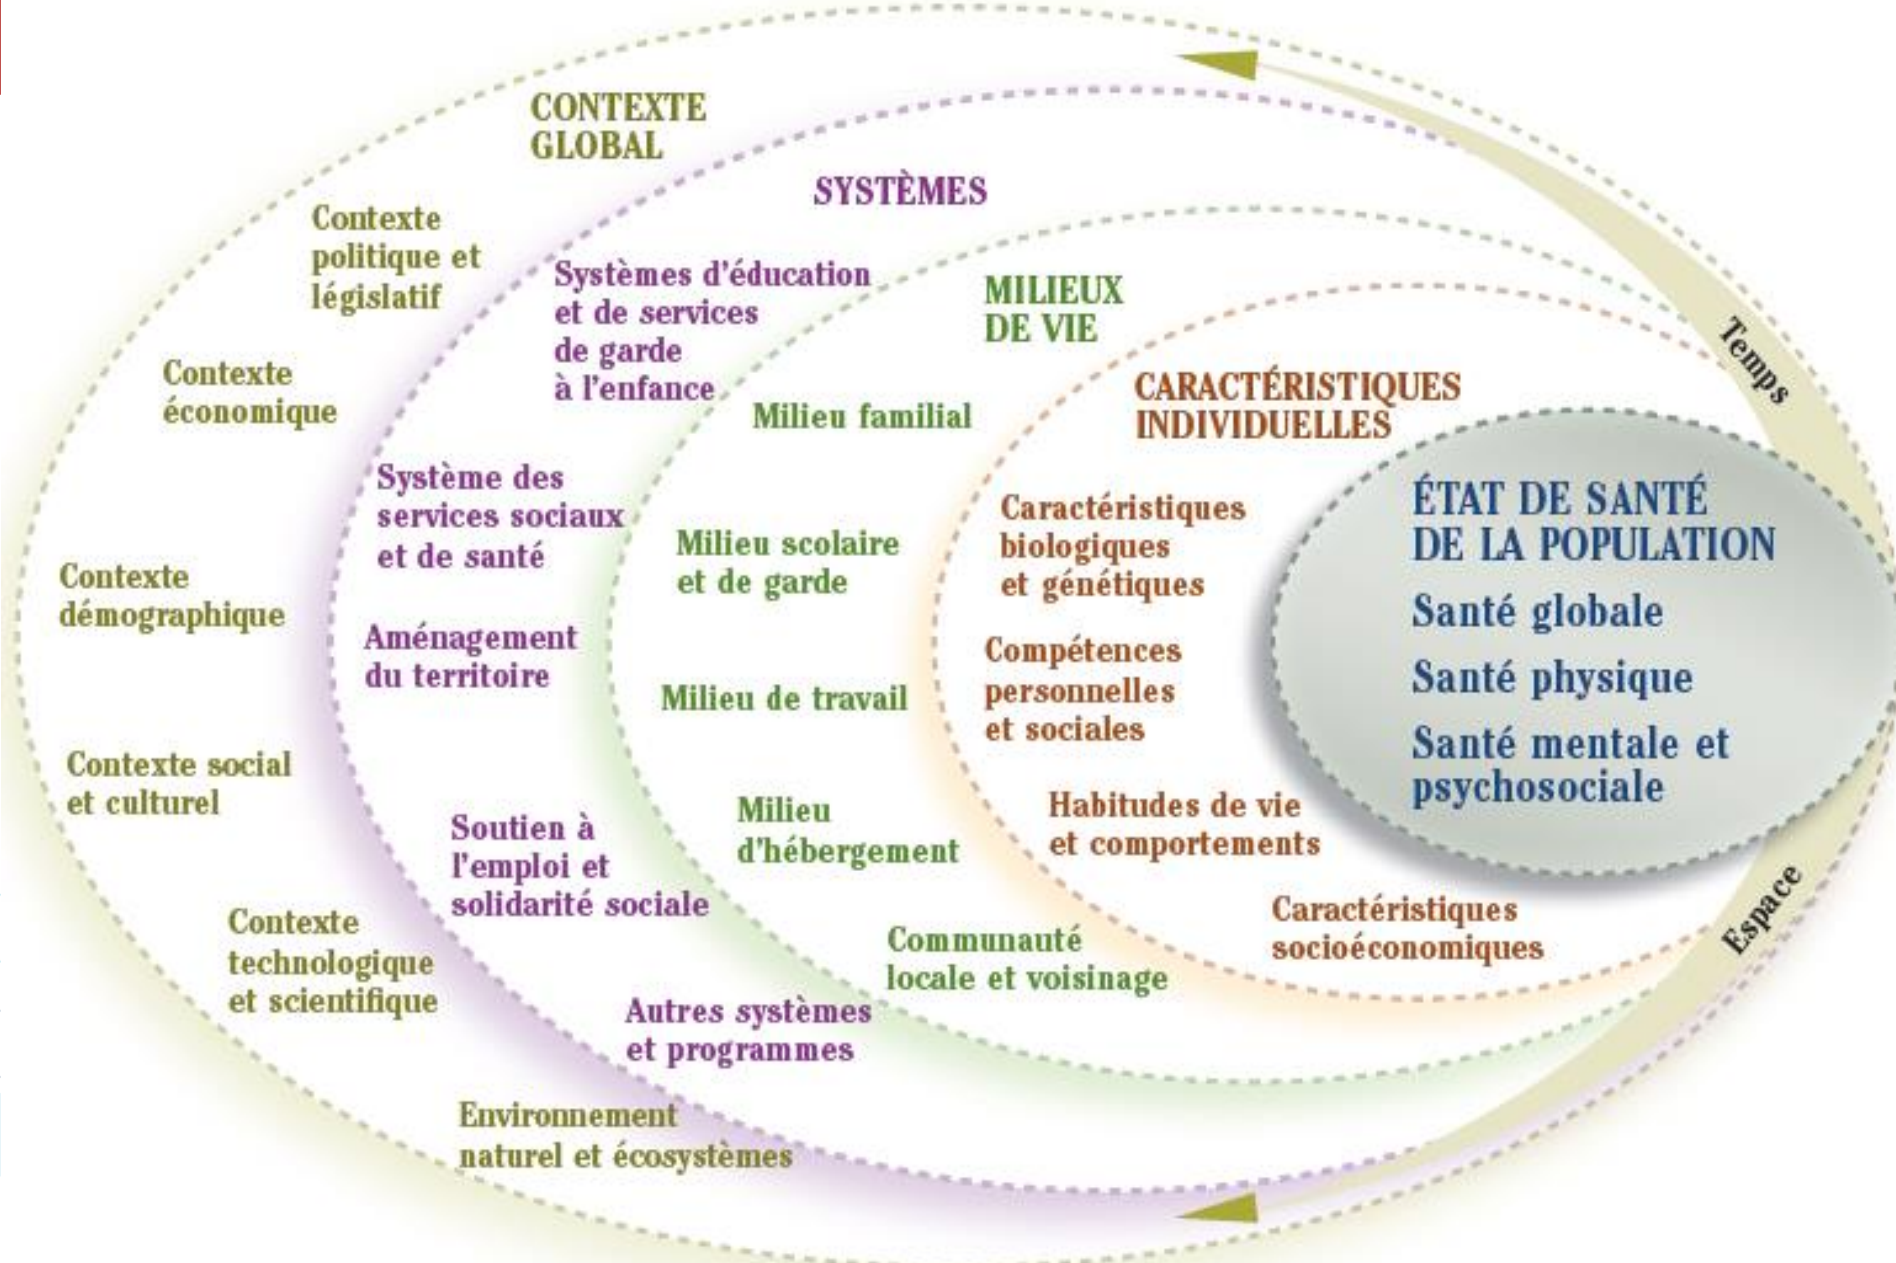 CONTEXTE
GLOBAL
Contexte
politique et
législatif
Contexte
économique
Contexte
démographique
Contexte social
et culturel
Contexte
technologique
et scientifique
Environnement
naturel et écosystèmes
SYSTÈMES
Systèmes d'éducation
et de services
de garde
à l'enfance
Système des
services sociaux
et de santé
Aménagement
du territoire
Soutien à
l'emploi et
solidarité sociale
Autres systèmes
et programmes
MILIEUX
DE VIE
Milieu familial
Milieu scolaire
et de garde
Milieu de travail
Milieu
d'hébergement
Communauté
locale et voisinage
CARACTÉRISTIQUES
INDIVIDUELLES
Caractéristiques
biologiques
et génétiques
Compétences
personnelles
et sociales
Habitudes de vie
et comportements
Caractéristiques
socioéconomiques
ÉTAT DE SANTÉ
DE LA POPULATION
Santé globale
Santé physique
Santé mentale et
psychosociale
Temps
Espace